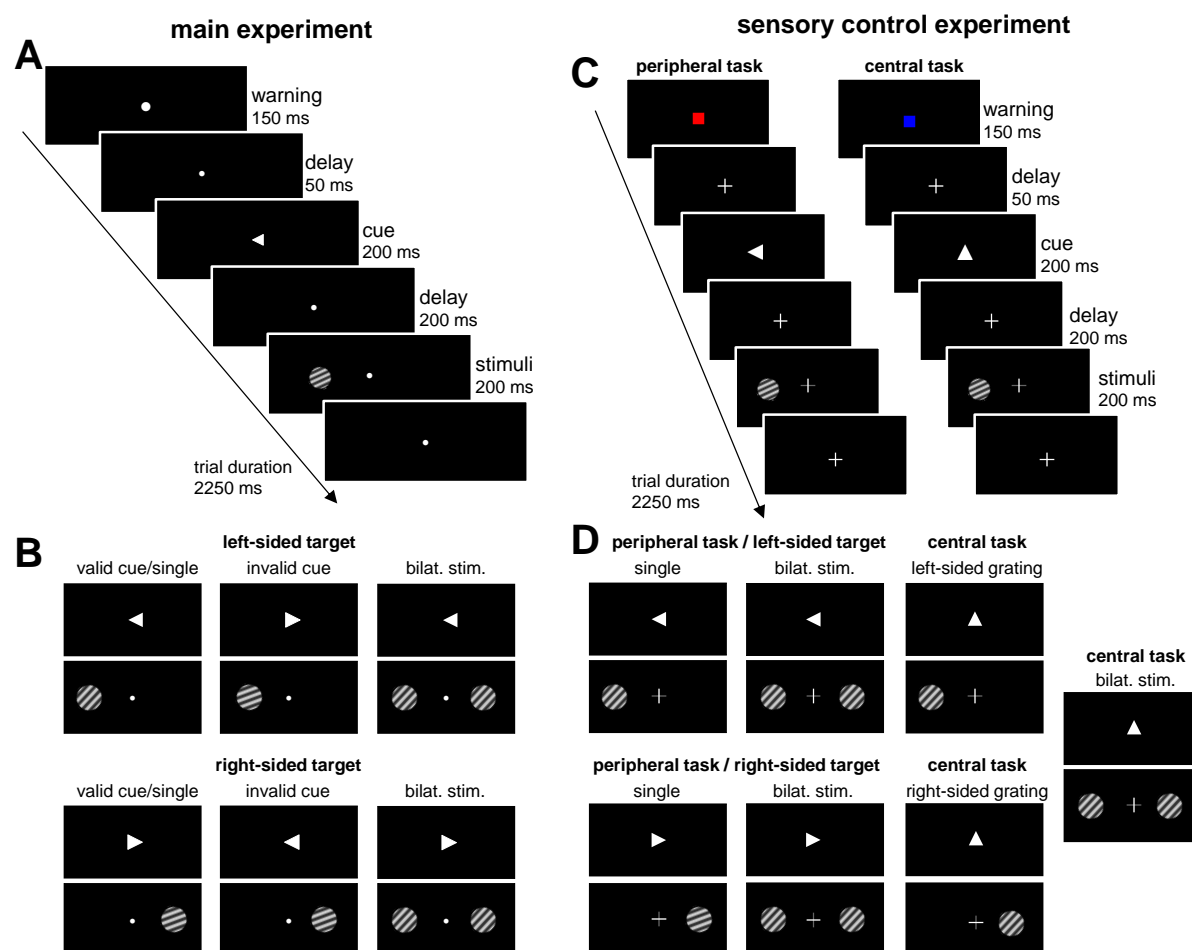 main experiment
A
warning
150 ms
delay
50 ms
cue
200 ms
delay
200 ms
stimuli
200 ms
trial duration
2250 ms
B
left-sided target
valid cue/single
invalid cue
bilat. stim.
right-sided target
valid cue/single
invalid cue
bilat. stim.
sensory control experiment
C
peripheral task
central task
warning
150 ms
delay
50 ms
cue
200 ms
delay
200 ms
stimuli
200 ms
trial duration
2250 ms
D
peripheral task / left-sided target
single
bilat. stim.
central task
left-sided grating
central task
bilat. stim.
peripheral task / right-sided target
single
bilat. stim.
central task
right-sided grating